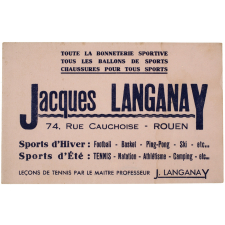 TOUTE LA BONNETERIE SPORTIVE
TOUS LES BALLONS DE SPORTS
CHAUSSURES POUR TOUS SPORTS
Jacques LANGANAY
74, RUE CAUCHOISE - ROUEN
Sports d'Hiver : Football - Basket - Ping-Pong - Ski - etc...
Sports d'Été : TENNIS - Natation - Athlétisme - Camping - etc...
LEÇONS DE TENNIS PAR LE MAITRE PROFESSEUR J. LANGANAY